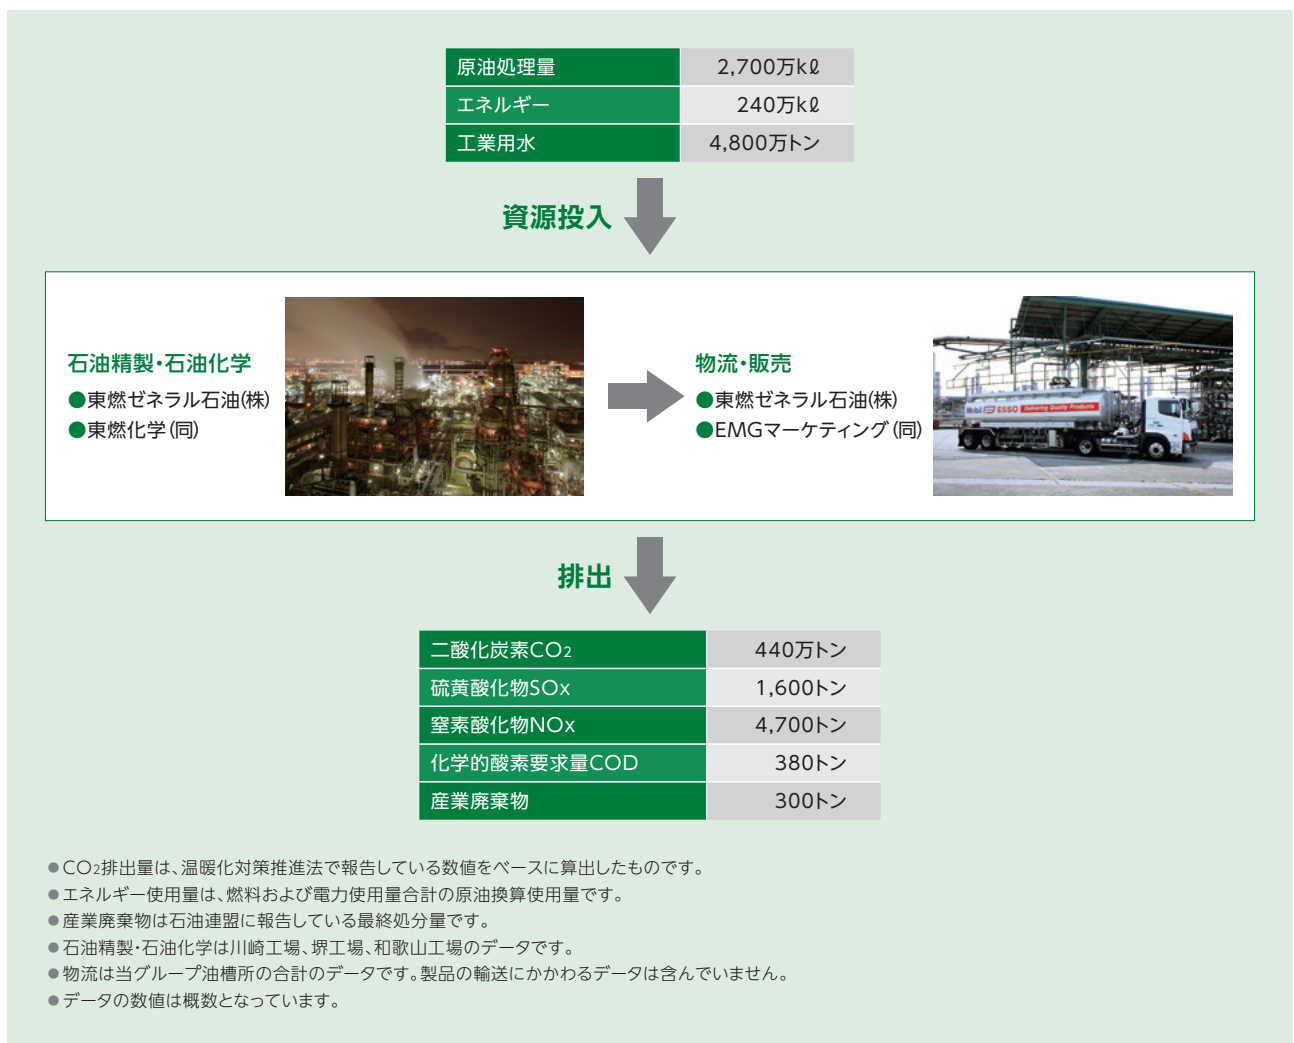 原油処理量 2,700万kℓ
エネルギー 240万kℓ
工業用水 4,800万トン
資源投入
石油精製・石油化学
●東燃ゼネラル石油(株)
●東燃化学(同)
物流・販売
●東燃ゼネラル石油(株)
●EMGマーケティング(同)
Mobil ESSO Delivering Quality Products
排出
二酸化炭素CO2 440万トン
硫黄酸化物SOx 1,600トン
窒素酸化物NOx 4,700トン
化学的酸素要求量COD 380トン
産業廃棄物 300トン
●CO2排出量は、温暖化対策推進法で報告している数値をベースに算出したものです。
●エネルギー使用量は、燃料および電力使用量合計の原油換算使用量です。
●産業廃棄物は石油連盟に報告している最終処分量です。
●石油精製・石油化学は川崎工場、堺工場、和歌山工場のデータです。
●物流は当グループ油槽所の合計のデータです。製品の輸送にかかわるデータは含んでいません。
●データの数値は概数となっています。